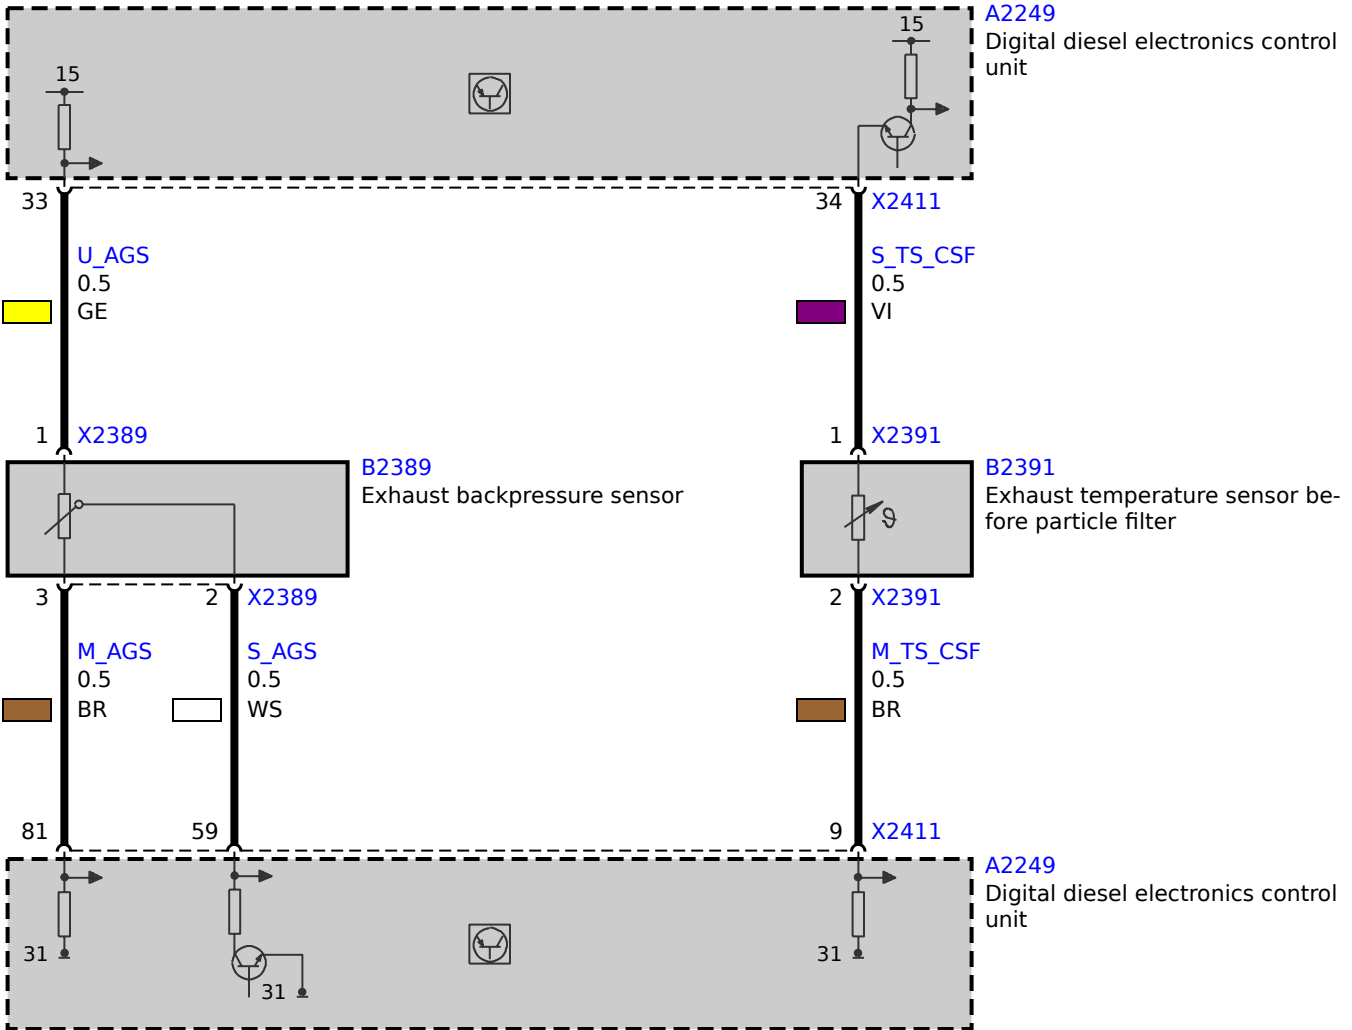 15
15
A2249
Digital diesel electronics control
unit
33
34 X2411
U_AGS
0.5
GE
S_TS_CSF
0.5
VI
1 X2389
1 X2391
B2389
Exhaust backpressure sensor
B2391
Exhaust temperature sensor be-
fore particle filter
ϑ
3
2 X2389
2 X2391
M_AGS
0.5
BR
S_AGS
0.5
WS
M_TS_CSF
0.5
BR
81
59
9 X2411
A2249
Digital diesel electronics control
unit
31
31
31